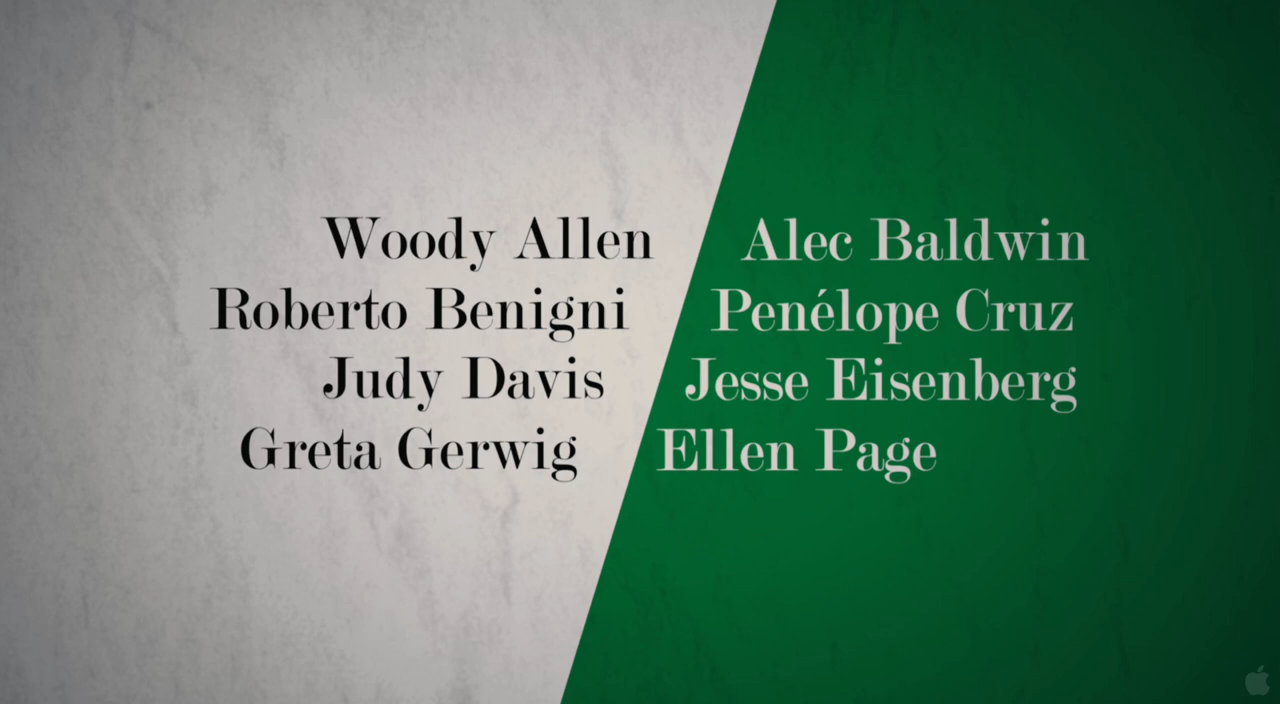 Woody Allen Alec Baldwin
Roberto Benigni Penélope Cruz
Judy Davis Jesse Eisenberg
Greta Gerwig Ellen Page